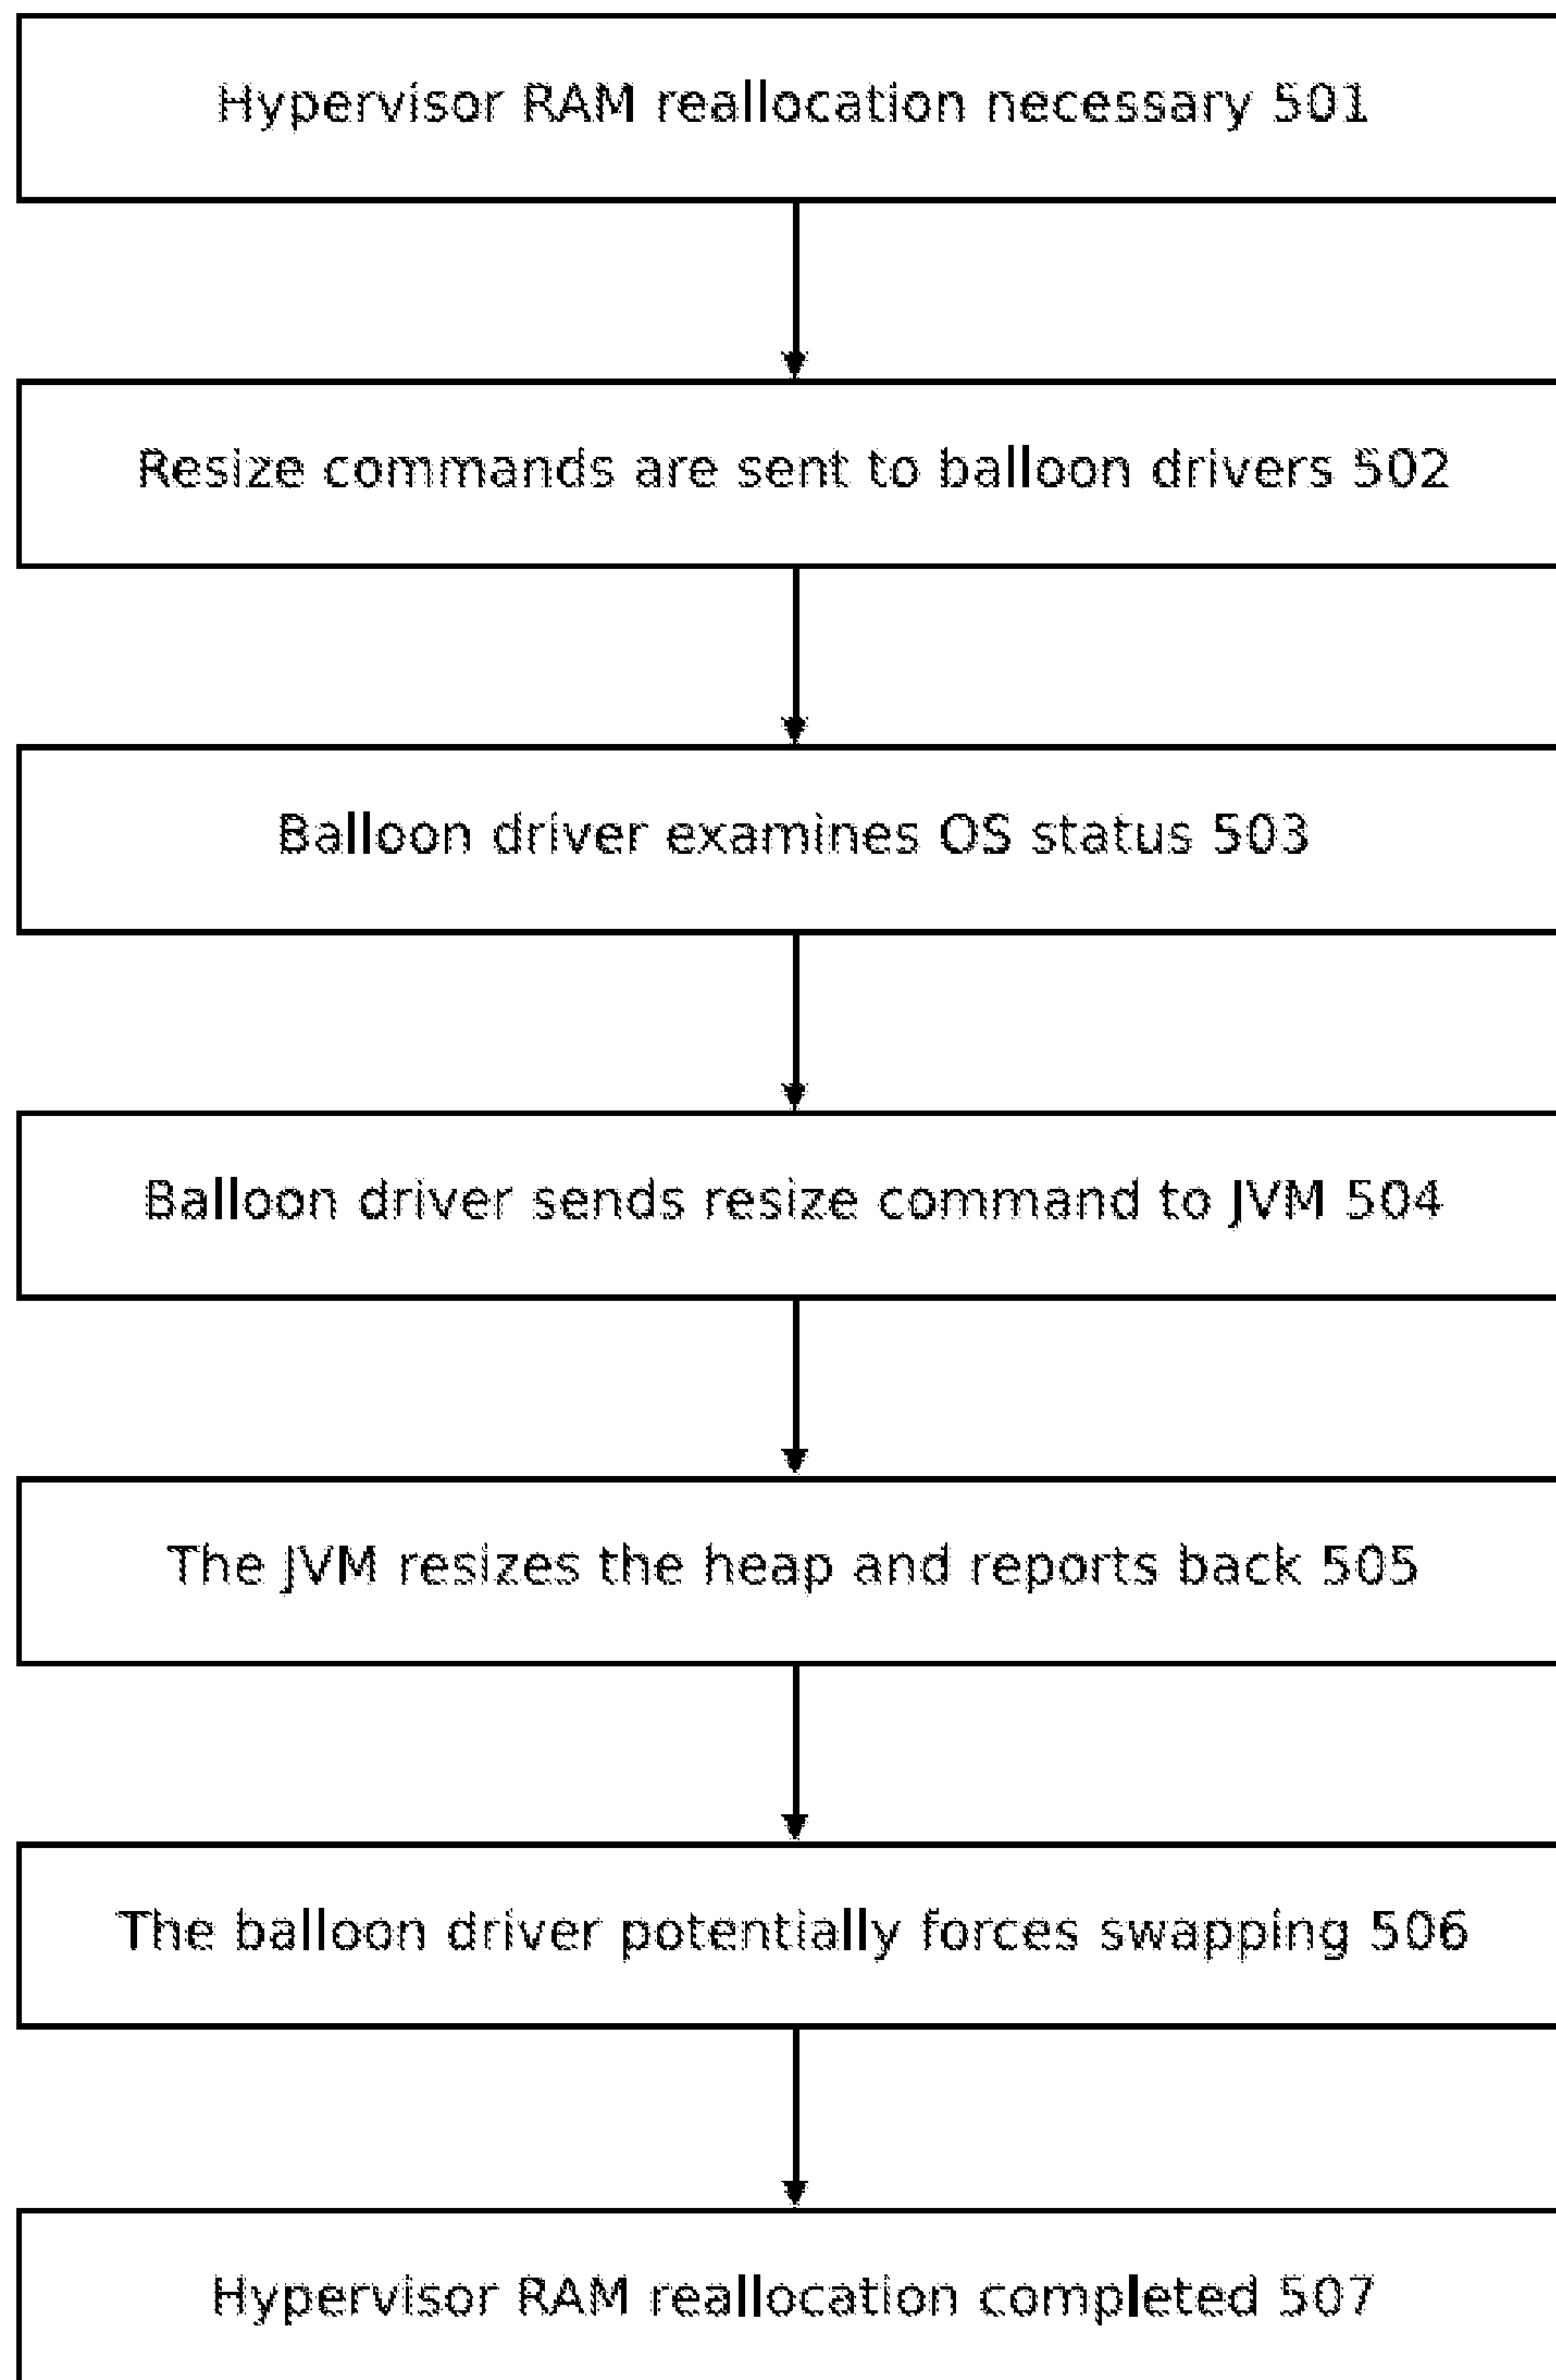 Hypervisor RAM reallocation necessary 501
Resize commands are sent to balloon drivers 502
Balloon driver examines OS status 503
Balloon driver sends resize command to JVM 504
The JVM resizes the heap and reports back 505
The balloon driver potentially forces swapping 506
Hypervisor RAM reallocation completed 507